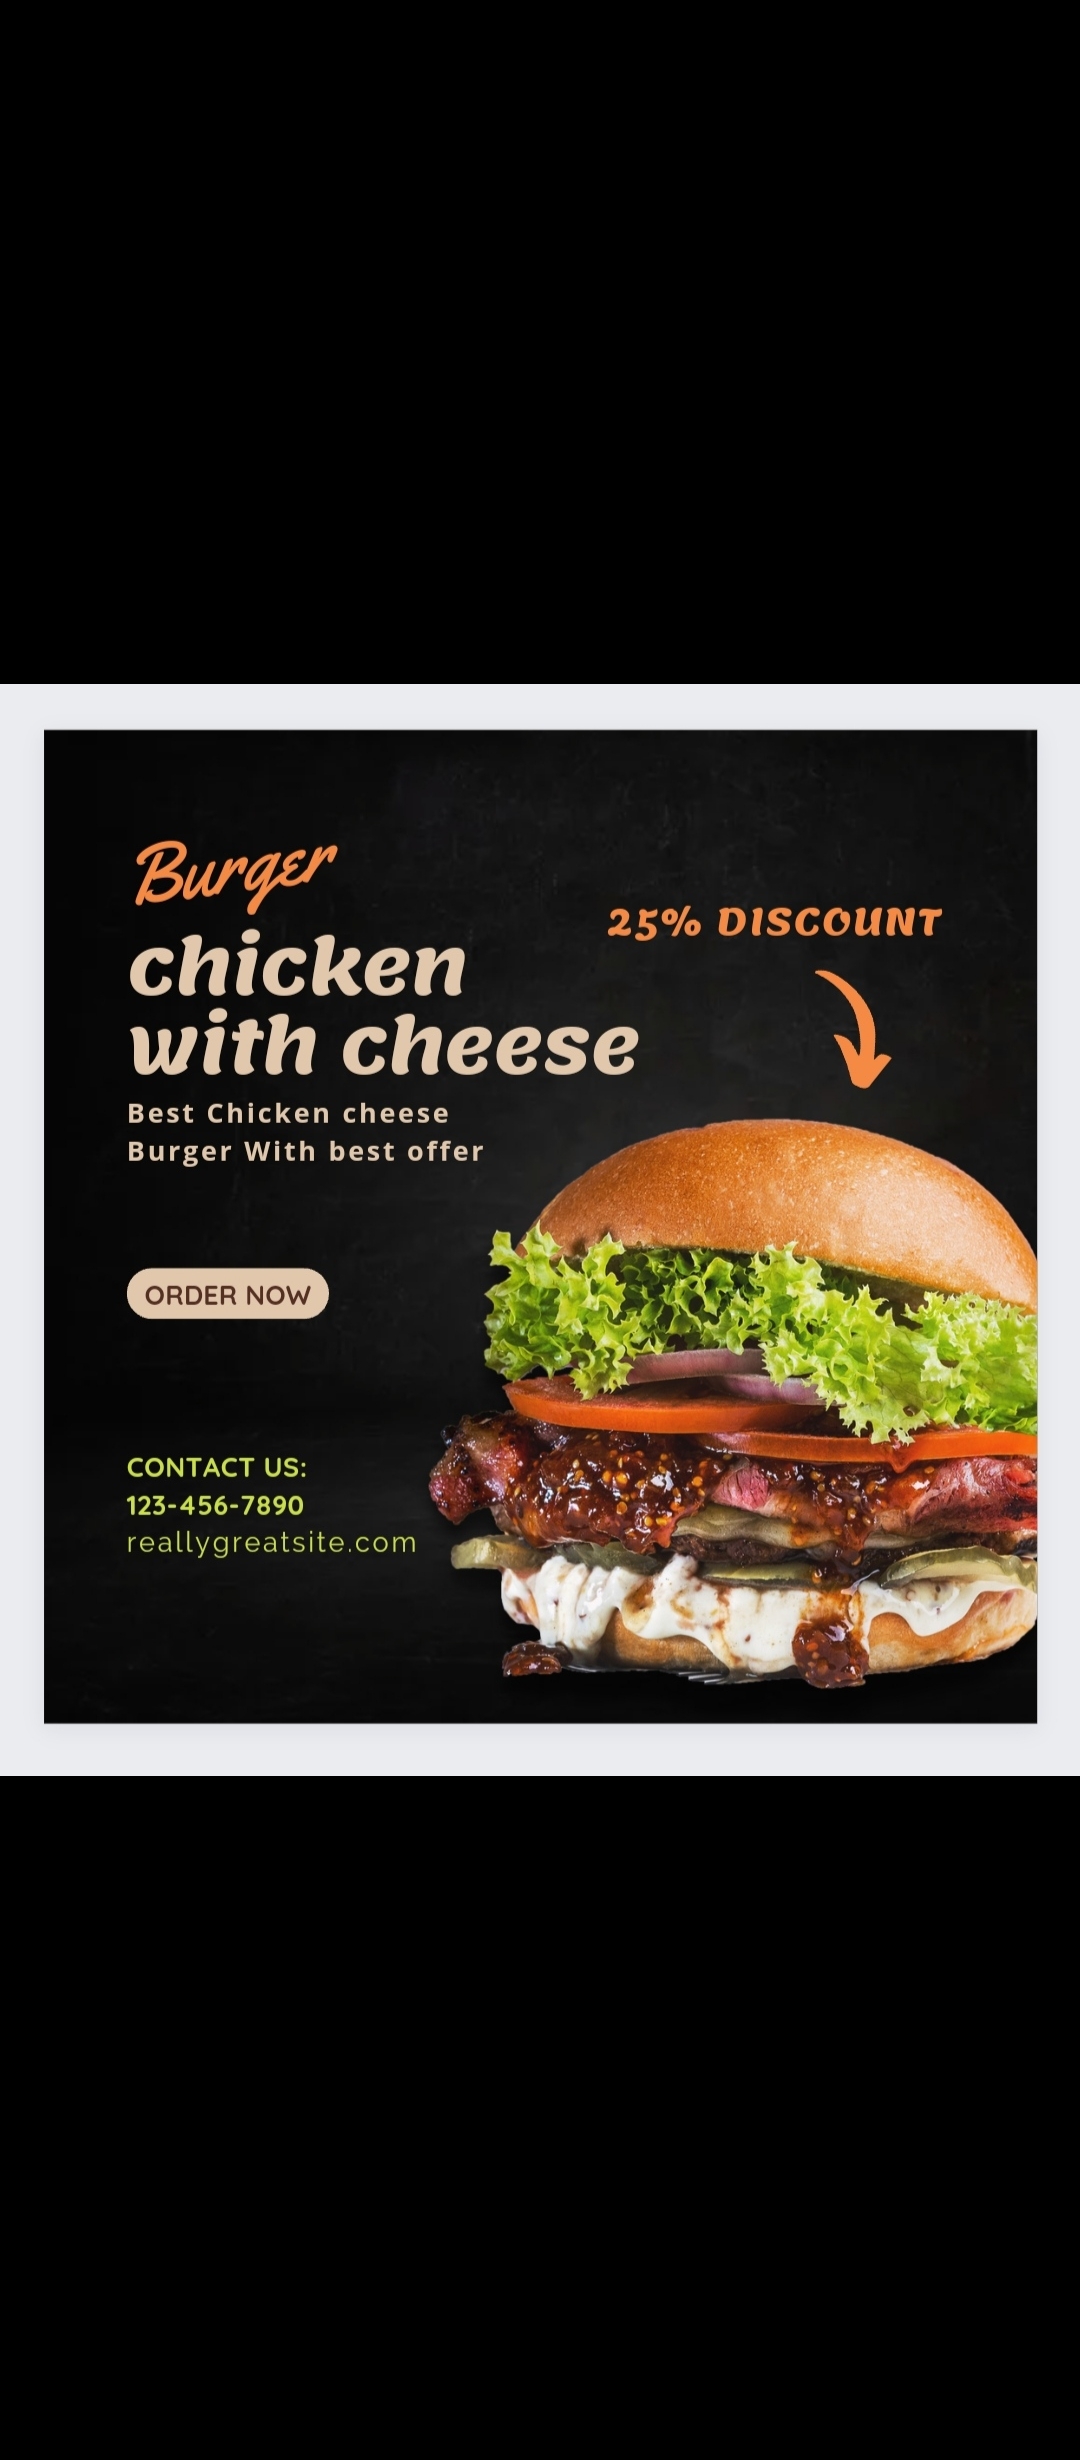 Burger
chicken
with cheese
Best Chicken cheese
Burger With best offer
25% DISCOUNT
ORDER NOW
CONTACT US:
123-456-7890
reallygreatsite.com